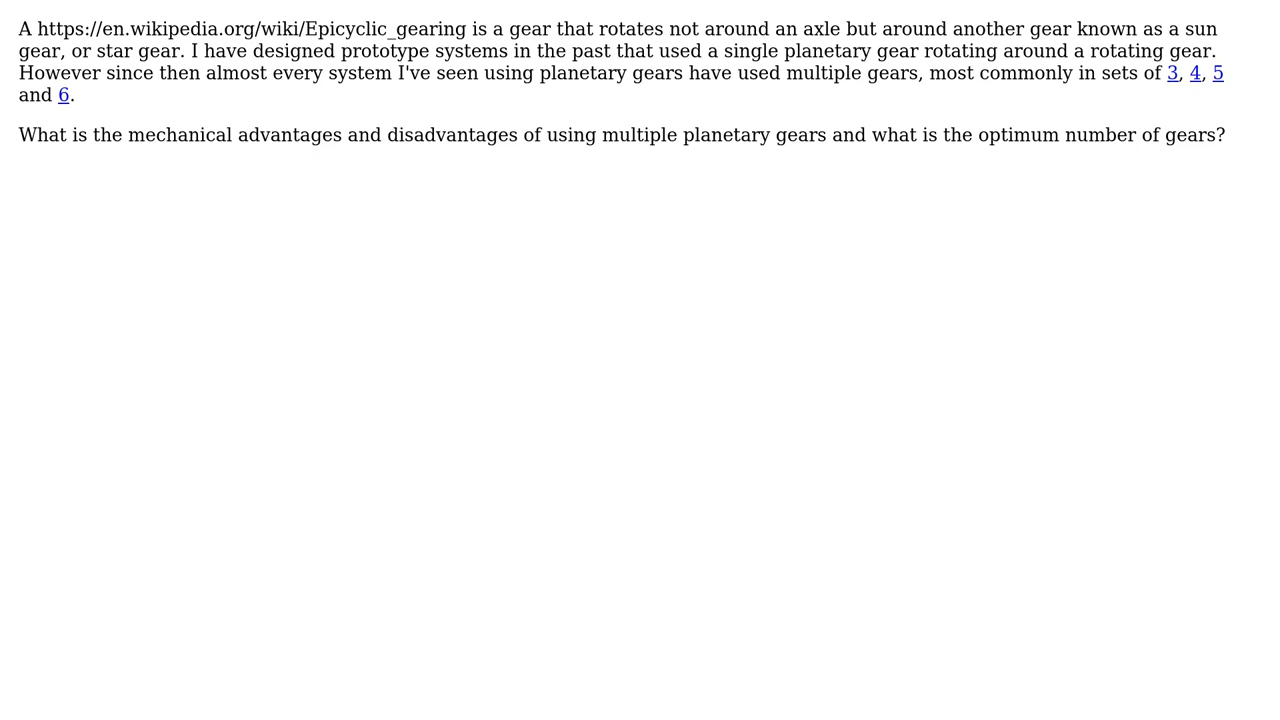 A https://en.wikipedia.org/wiki/Epicyclic_gearing is a gear that rotates not around an axle but around another gear known as a sun
gear, or star gear. I have designed prototype systems in the past that used a single planetary gear rotating around a rotating gear.
However since then almost every system I've seen using planetary gears have used multiple gears, most commonly in sets of 3, 4, 5
and 6.
What is the mechanical advantages and disadvantages of using multiple planetary gears and what is the optimum number of gears?